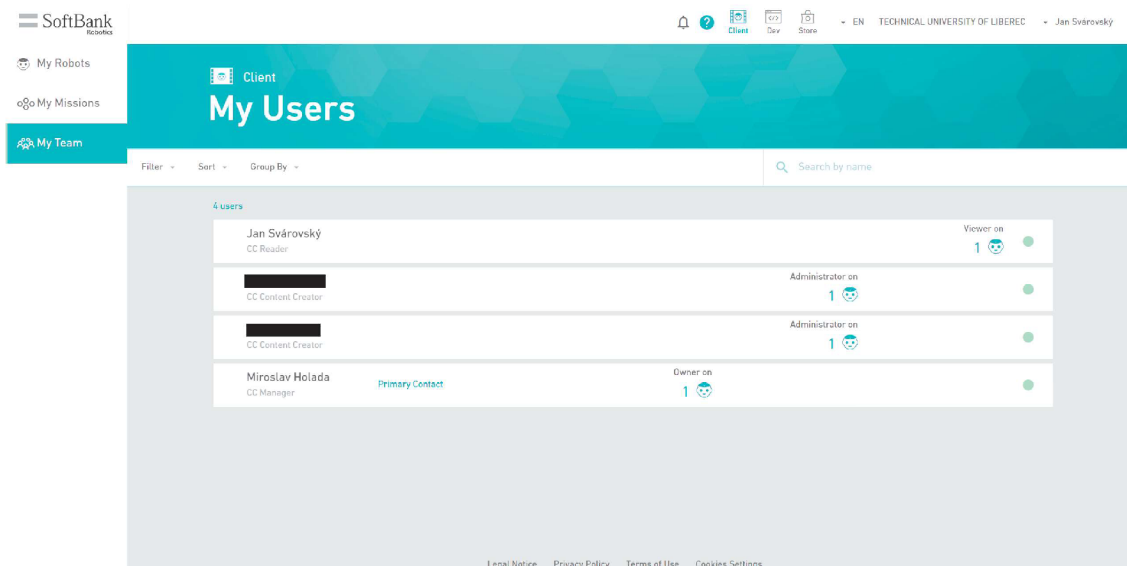 SoftBank
Robotics
EN TECHNICAL UNIVERSITY OF LIBEREC Jan Svárovský
Client Dev Store
My Robots
My Missions
My Team
Client
My Users
Filter Sort Group By Search by name
4 users
Jan Svárovský
CC Reader
Viewer on
1
CC Content Creator
Administrator on
1
CC Content Creator
Administrator on
1
Miroslav Holada
CC Manager
Primary Contact
Owner on
1
Legal Notice Privacy Policy Terms of Use Cookies Settings